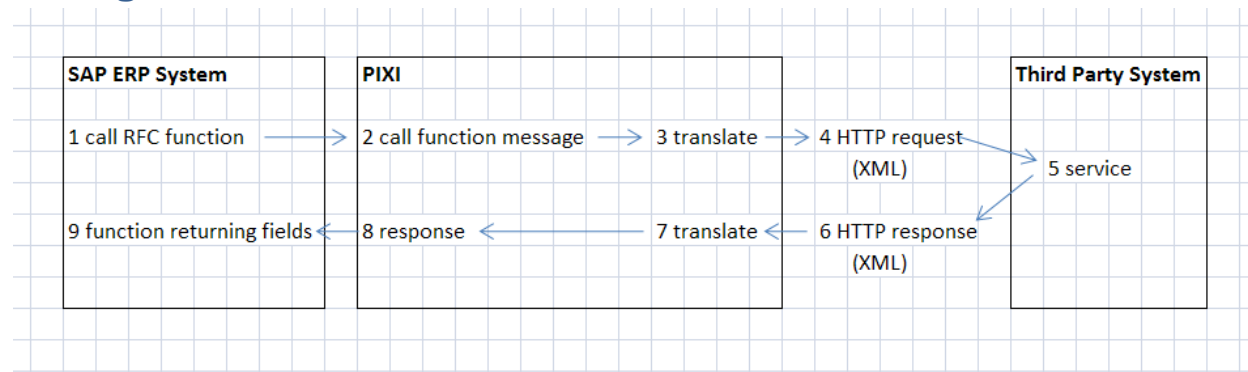 SAP ERP System
PIXI
Third Party System
1 call RFC function
2 call function message
3 translate
4 HTTP request
(XML)
5 service
9 function returning fields
8 response
7 translate
6 HTTP response
(XML)